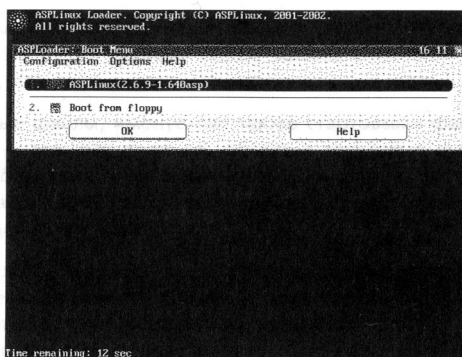 ASPLinux Loader. Copyright (C) ASPLinux, 2001-2002.
All rights reserved.
ASPLoader: Boot Menu 16 11
Configuration Options Help
1. ASPLinux(2.6.9-1.640asp)
2. Boot from floppy
OK Help
Time remaining: 12 sec